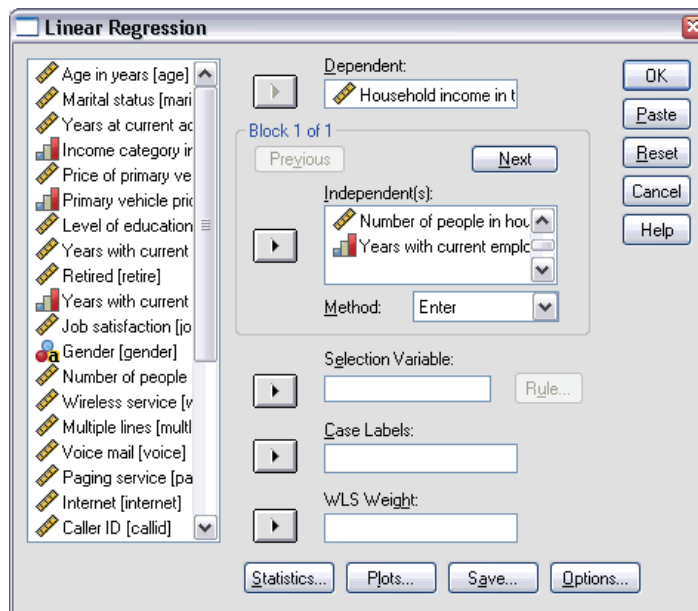 Linear Regression
Age in years [age]
Marital status [mari
Years at current ad
Income category ir
Price of primary ve
Primary vehicle pric
Level of education
Years with current
Retired [retire]
Years with current
Job satisfaction [jo
Gender [gender]
Number of people
Wireless service [w
Multiple lines [multl
Voice mail [voice]
Paging service [pa
Internet [internet]
Caller ID [callid]
Dependent:
Household income in t
Block 1 of 1
Previous
Next
Independent(s):
Number of people in hou
Years with current emplo
Method:
Enter
Selection Variable:
Rule...
Case Labels:
WLS Weight:
Statistics...
Plots...
Save...
Options...
OK
Paste
Reset
Cancel
Help